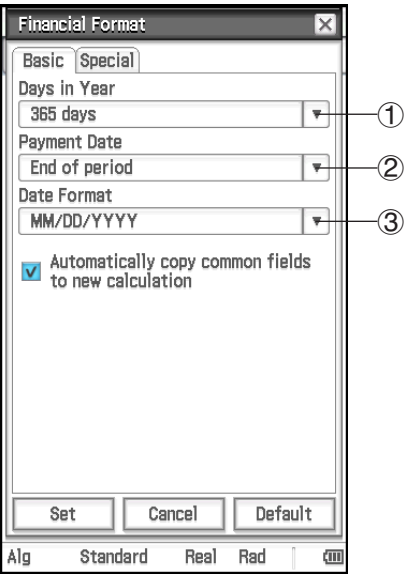 Financial Format
Basic Special
Days in Year
365 days
①
Payment Date
End of period
②
Date Format
MM/DD/YYYY
③
Automatically copy common fields
to new calculation
Set Cancel Default
Alg Standard Real Rad